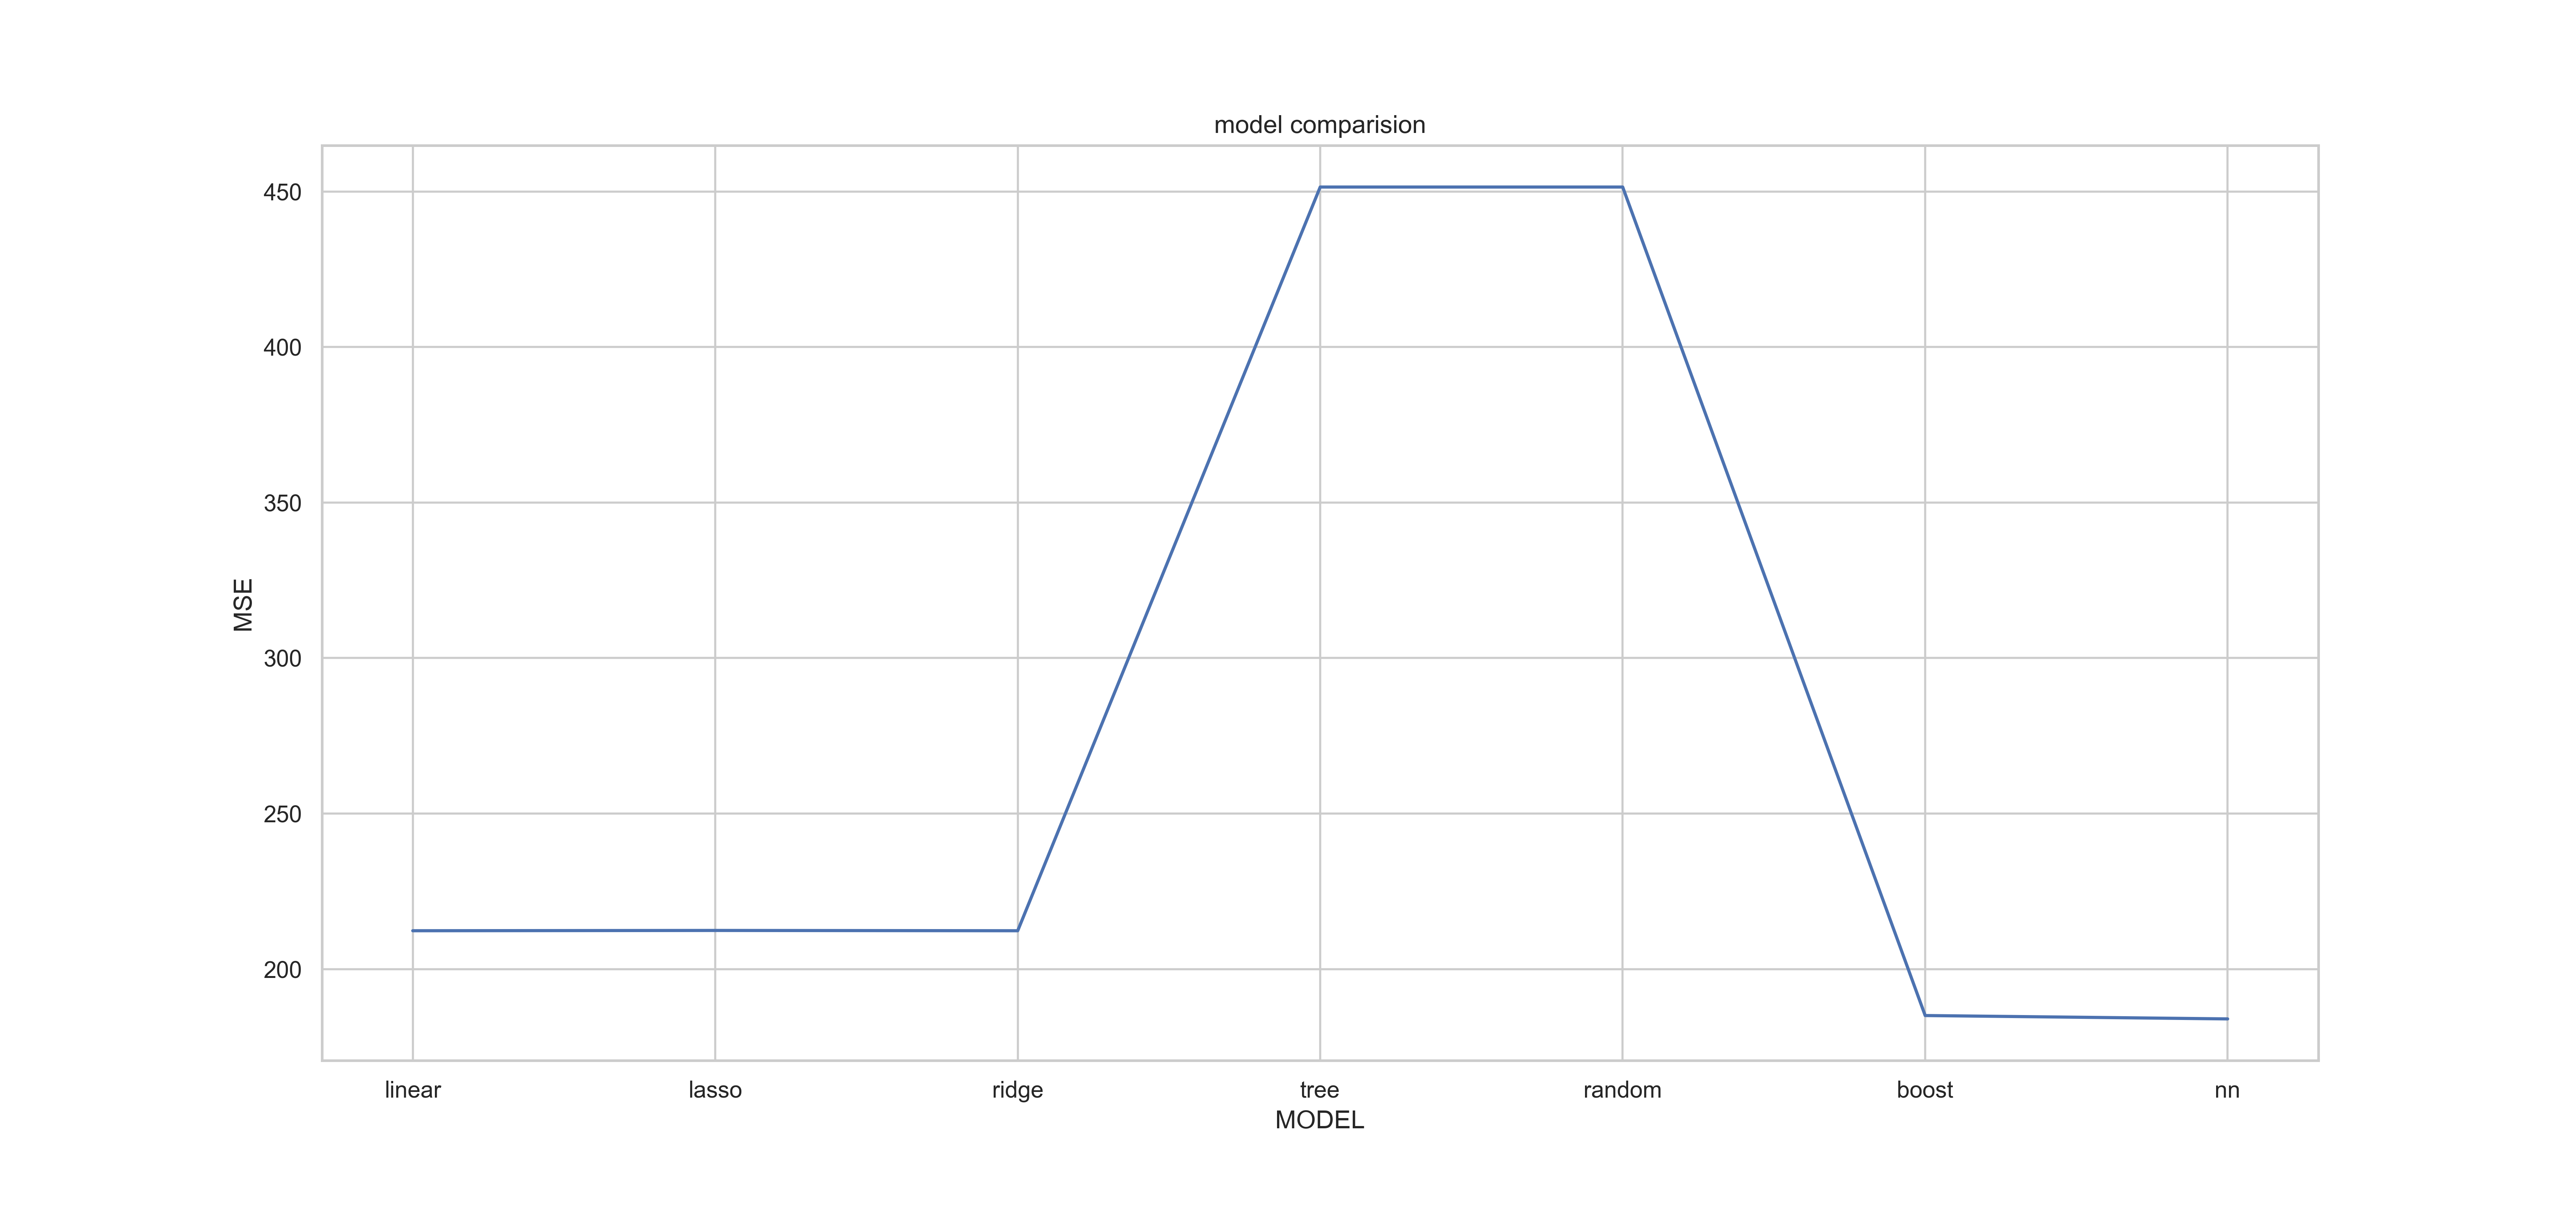 model comparision
450
400
350
300
250
200
MSE
linear lasso ridge tree random boost nn
MODEL